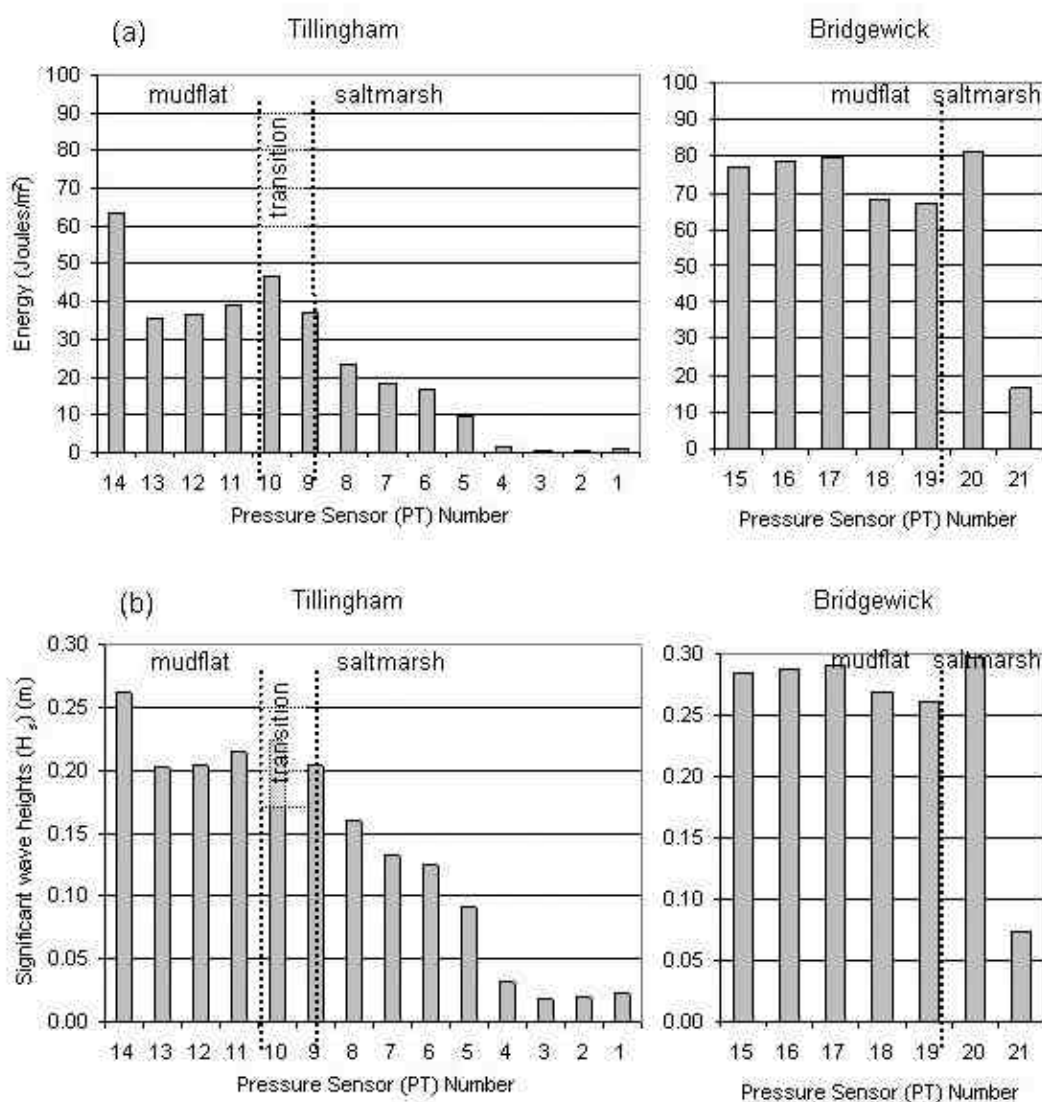 (a)
Tillingham
Bridgewick
mudflat
transition
saltmarsh
mudflat saltmarsh
Energy (Joules/m²)
100
90
80
70
60
50
40
30
20
10
0
14 13 12 11 10 9 8 7 6 5 4 3 2 1
Pressure Sensor (PT) Number
100
90
80
70
60
50
40
30
20
10
0
15 16 17 18 19 20 21
Pressure Sensor (PT) Number
(b)
Tillingham
Bridgewick
mudflat
transition
saltmarsh
mudflat saltmarsh
Significant wave heights (H s) (m)
0.30
0.25
0.20
0.15
0.10
0.05
0.00
14 13 12 11 10 9 8 7 6 5 4 3 2 1
Pressure Sensor (PT) Number
0.30
0.25
0.20
0.15
0.10
0.05
0.00
15 16 17 18 19 20 21
Pressure Sensor (PT) Number